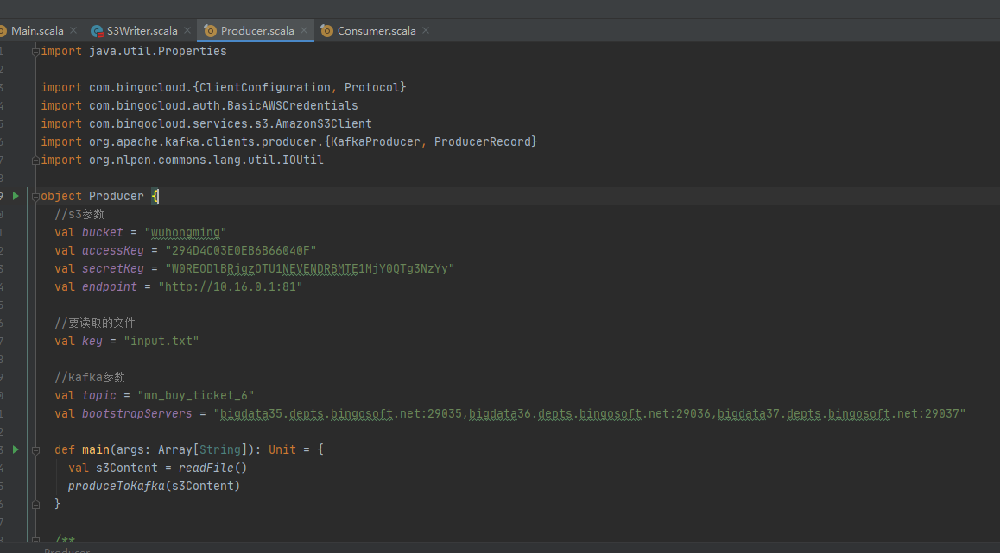 Main.scala S3Writer.scala Producer.scala Consumer.scala
import java.util.Properties
import com.bingocloud.{ClientConfiguration, Protocol}
import com.bingocloud.auth.BasicAWSCredentials
import com.bingocloud.services.s3.AmazonS3Client
import org.apache.kafka.clients.producer.{KafkaProducer, ProducerRecord}
import org.nlpcn.commons.lang.util.IOUtil
object Producer {
//s3参数
val bucket = "wuhongming"
val accessKey = "294D4C03E0EB6B66040F"
val secretKey = "W0REODlBRjgzOTU1NEVENDRBMTE1MjY0QTg3NzYy"
val endpoint = "http://10.16.0.1:81"
//要读取的文件
val key = "input.txt"
//kafka参数
val topic = "mn_buy_ticket_6"
val bootstrapServers = "bigdata35.depts.bingosoft.net:29035,bigdata36.depts.bingosoft.net:29036,bigdata37.depts.bingosoft.net:29037"
def main(args: Array[String]): Unit = {
val s3Content = readFile()
produceToKafka(s3Content)
}
/**
Producer